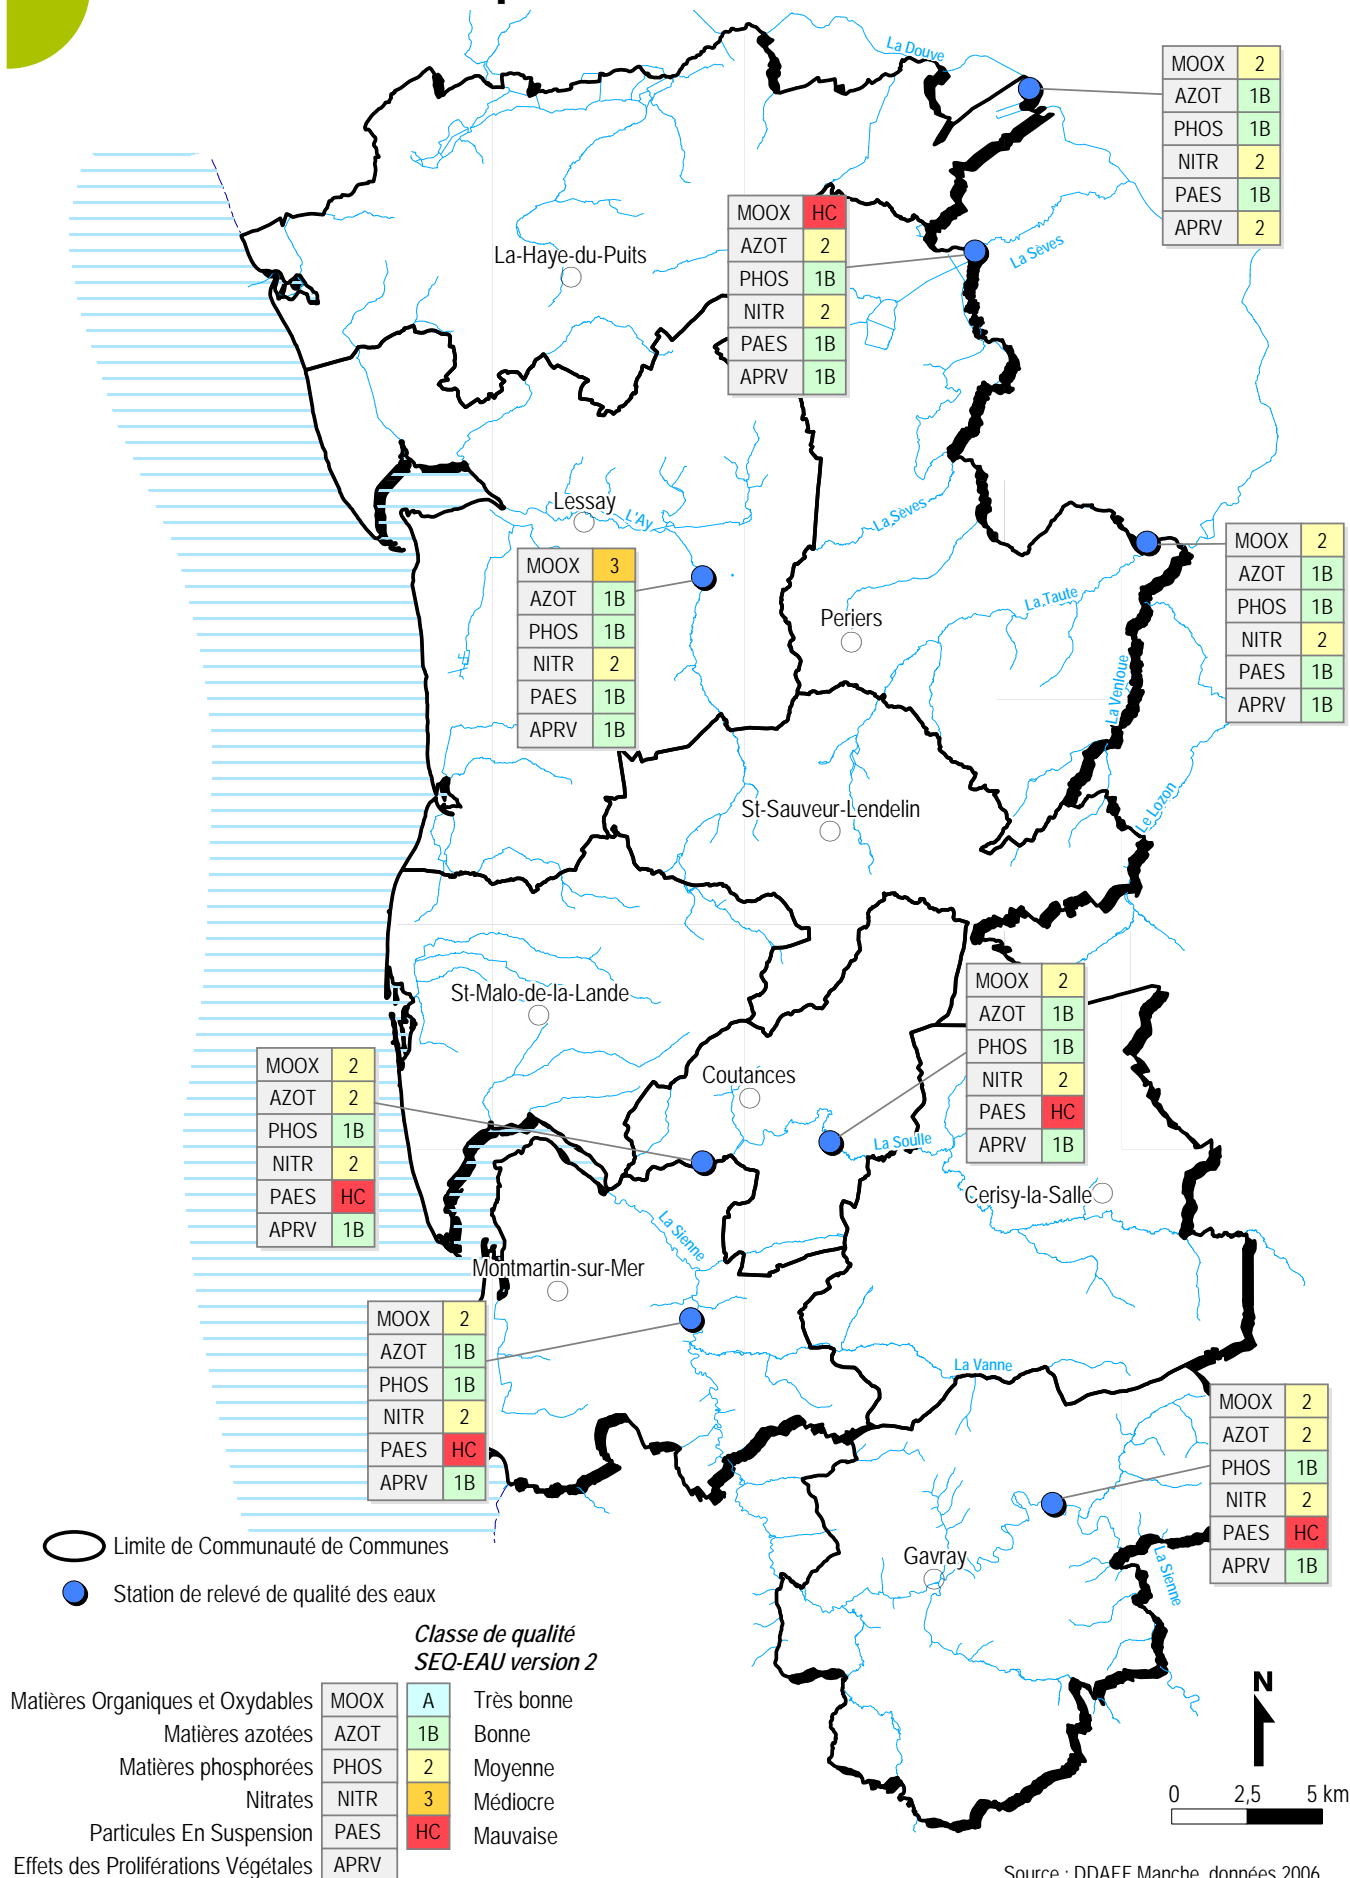 La Douve
MOOX 2
AZOT 1B
PHOS 1B
NITR 2
PAES 1B
APRV 2
MOOX HC
AZOT 2
PHOS 1B
NITR 2
PAES 1B
APRV 1B
La Sèves
La-Haye-du-Puits
Lessay
L'Ay
La Sèves
MOOX 3
AZOT 1B
PHOS 1B
NITR 2
PAES 1B
APRV 1B
MOOX 2
AZOT 1B
PHOS 1B
NITR 2
PAES 1B
APRV 1B
La Taute
Periers
La Venloue
St-Sauveur-Lendelin
Le Lozon
St-Malo-de-la-Lande
MOOX 2
AZOT 1B
PHOS 1B
NITR 2
PAES HC
APRV 1B
Coutances
MOOX 2
AZOT 2
PHOS 1B
NITR 2
PAES HC
APRV 1B
La Soulle
Cerisy-la-Salle
La Sienne
Montmartin-sur-Mer
MOOX 2
AZOT 1B
PHOS 1B
NITR 2
PAES HC
APRV 1B
La Vanne
MOOX 2
AZOT 2
PHOS 1B
NITR 2
PAES HC
APRV 1B
Gavray
La Sienne
Limite de Communauté de Communes
Station de relevé de qualité des eaux
Classe de qualité
SEQ-EAU version 2
Matières Organiques et Oxydables MOOX A Très bonne
Matières azotées AZOT 1B Bonne
Matières phosphorées PHOS 2 Moyenne
Nitrates NITR 3 Médiocre
Particules En Suspension PAES HC Mauvaise
Effets des Proliférations Végétales APRV
N
0 2,5 5 km
Source : DDAEF Manche, données 2006